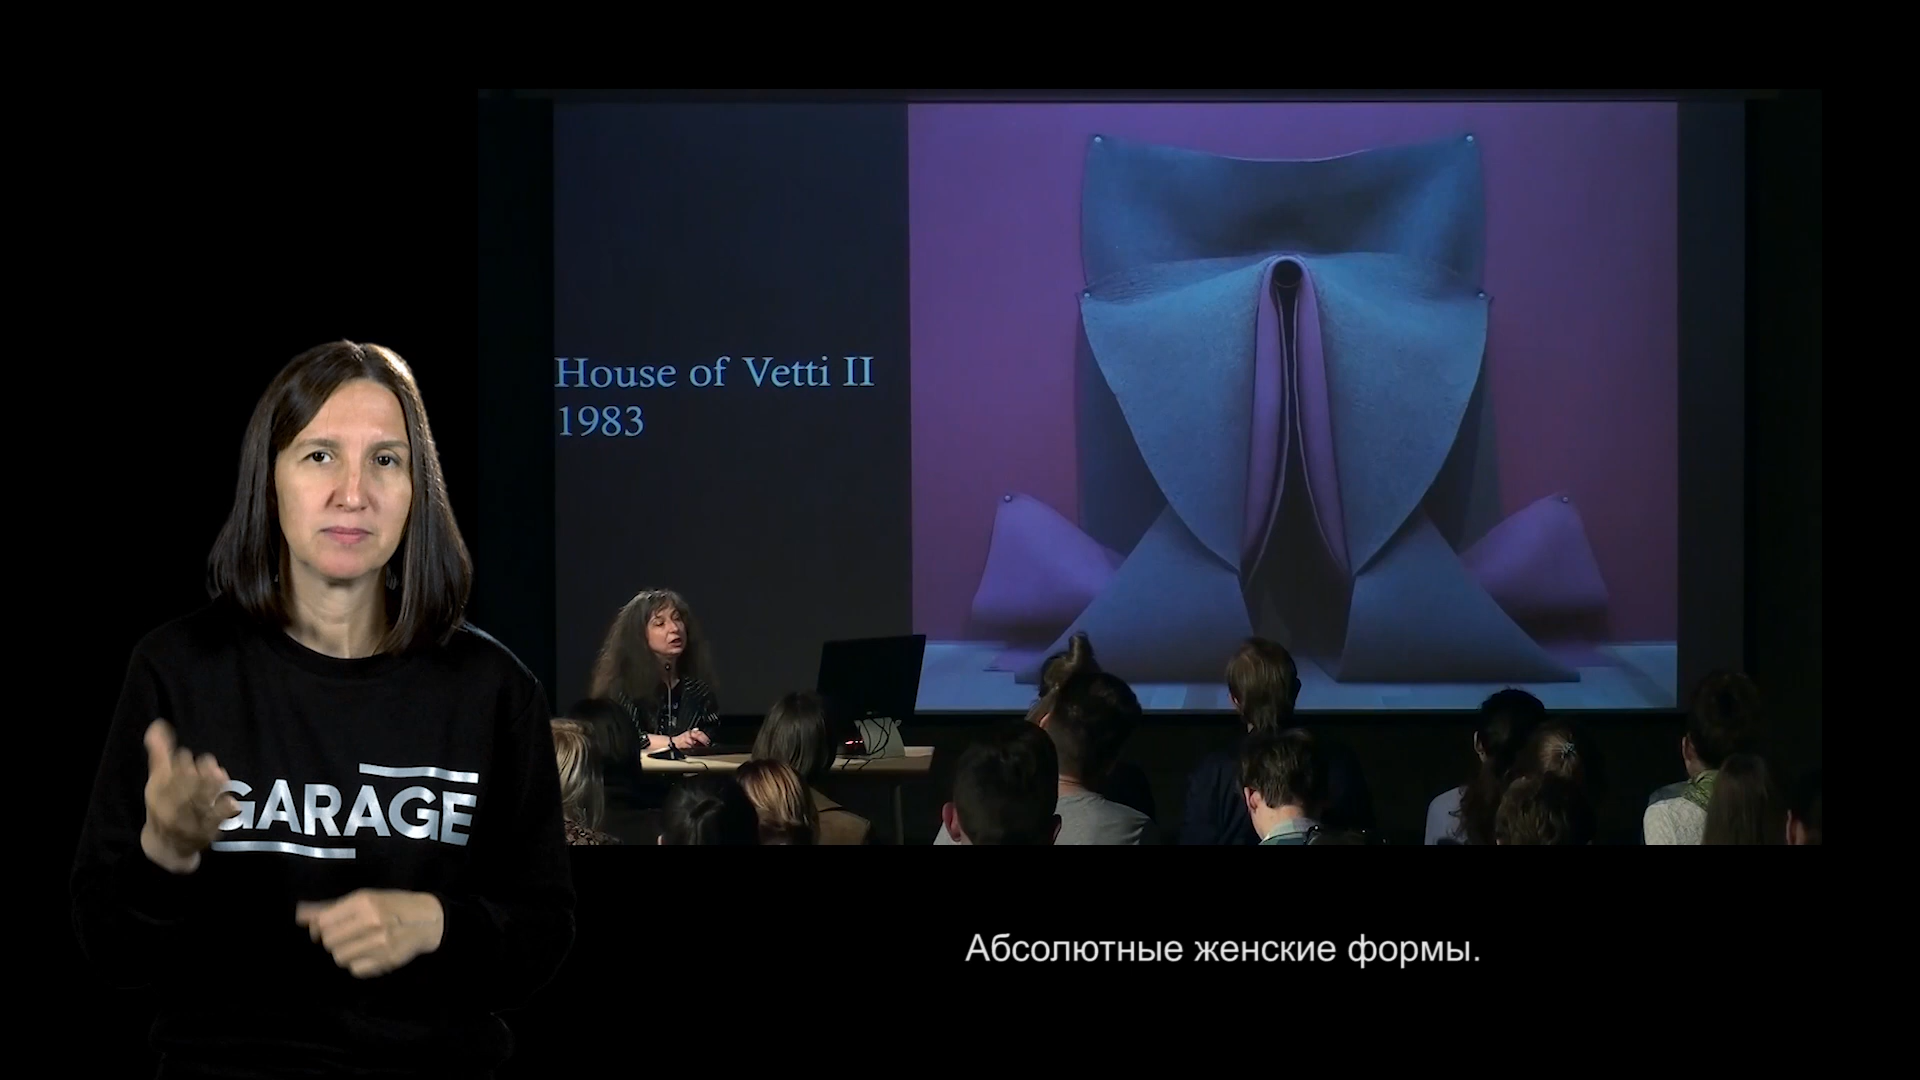 House of Vetti II
1983
GARAGE
Абсолютные женские формы.